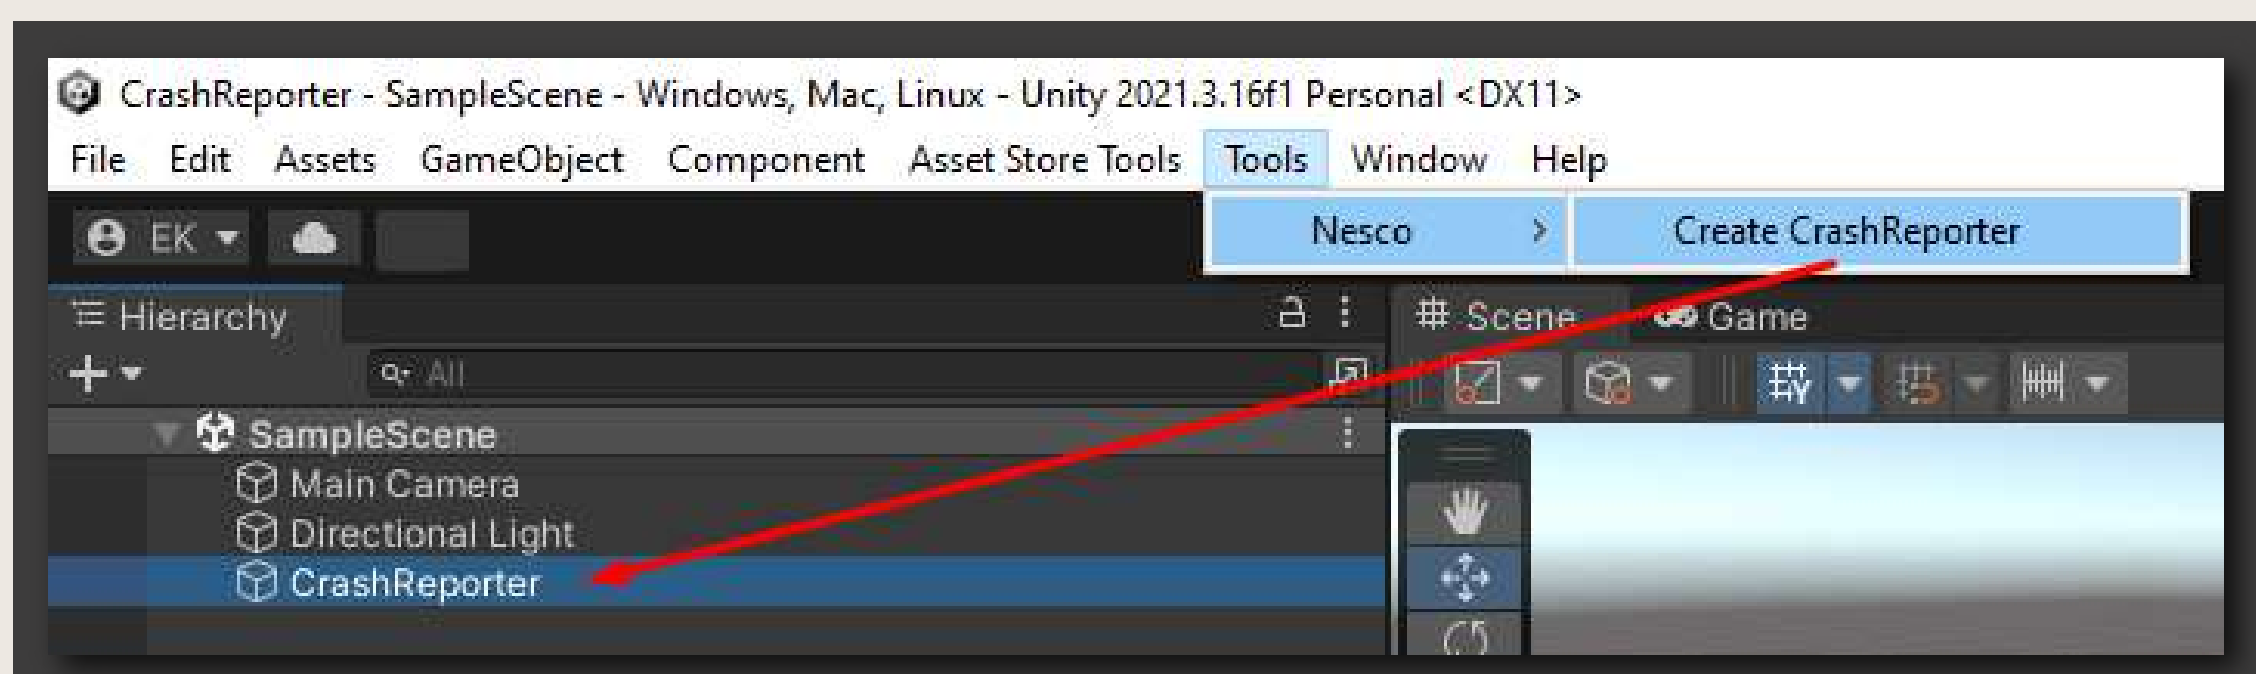 CrashReporter - SampleScene - Windows, Mac, Linux - Unity 2021.3.16f1 Personal <DX11>
File Edit Assets GameObject Component Asset Store Tools Tools Window Help
EK Nesco > Create CrashReporter
Hierarchy Scene Game
All
SampleScene
Main Camera
Directional Light
CrashReporter